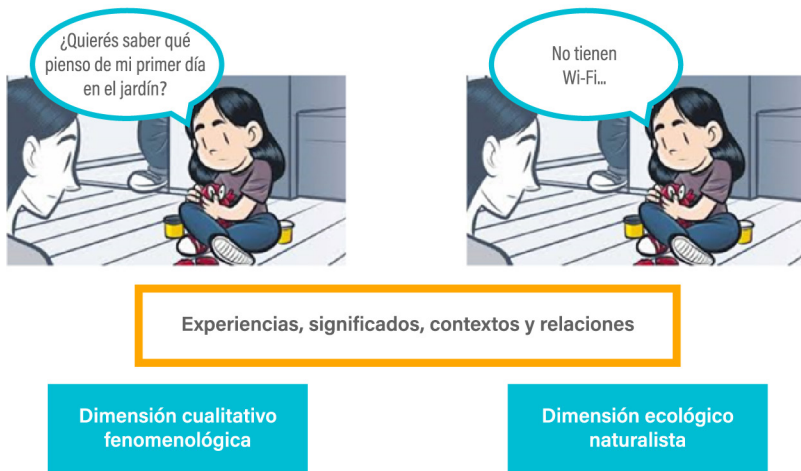 ¿Quierés saber qué
pienso de mi primer día
en el jardín?
No tienen
Wi-Fi...
Experiencias, significados, contextos y relaciones
Dimensión cualitativo
fenomenológica
Dimensión ecológico
naturalista